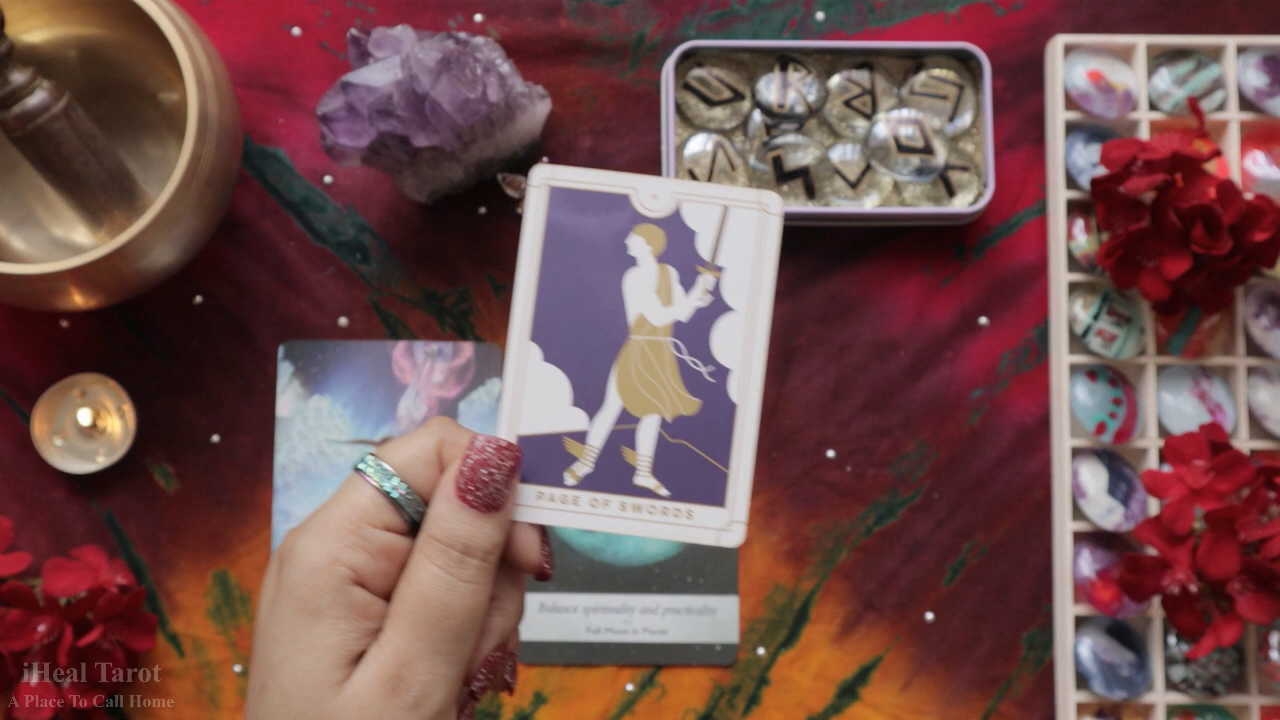 PAGE OF SWORDS
Balance spirituality and practicality
Full Moon in Pisces
iHeal Tarot
A Place To Call Home